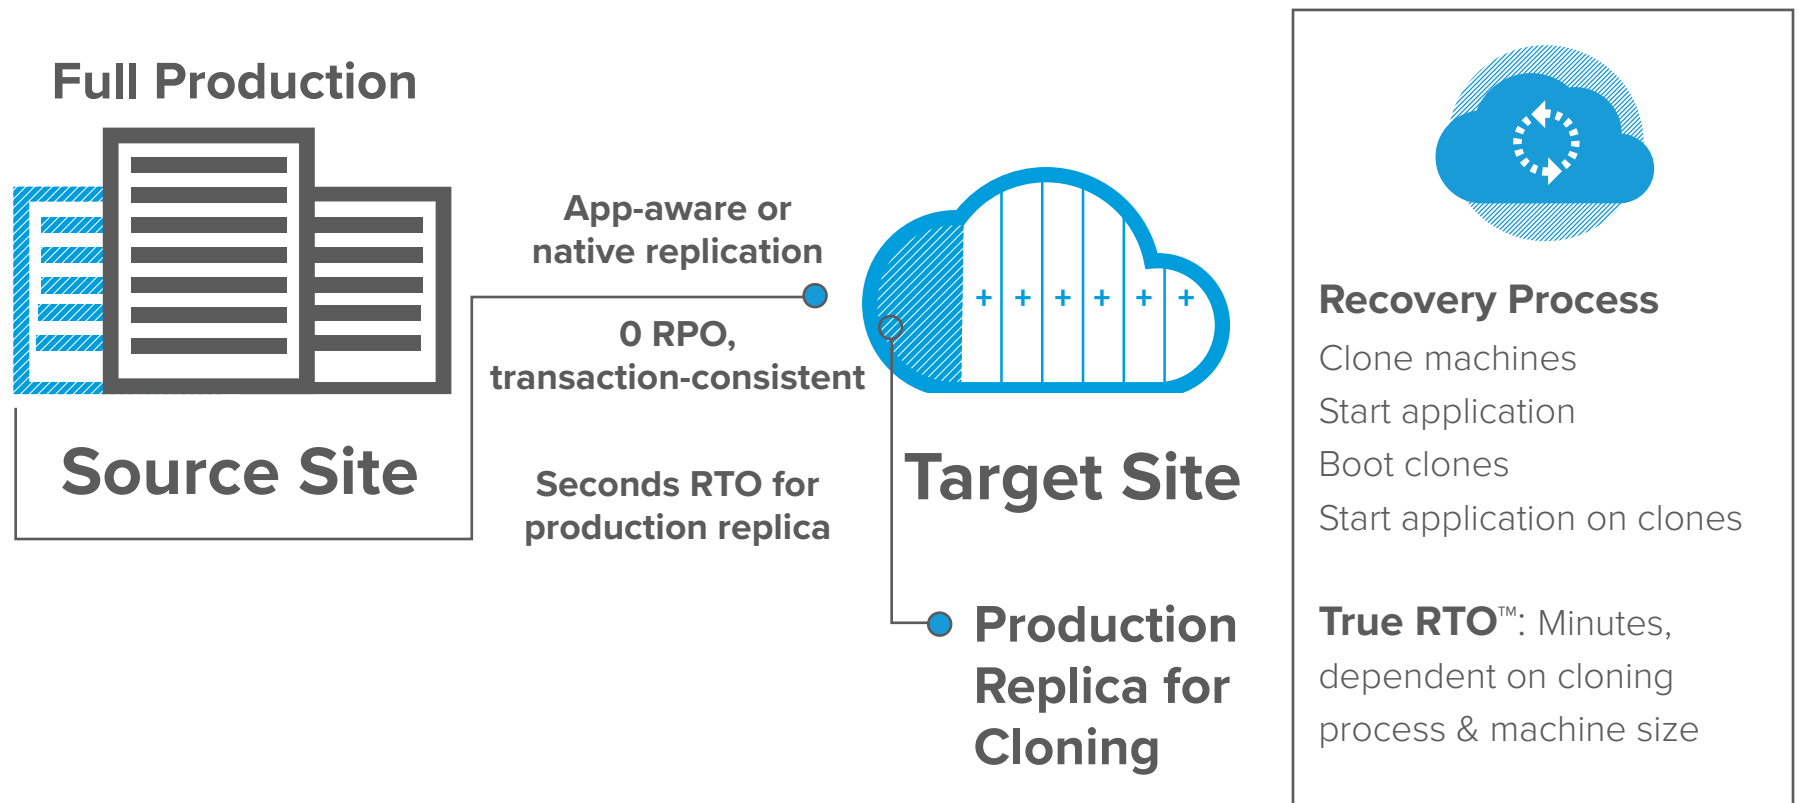 Full Production
Source Site
App-aware or
native replication
0 RPO,
transaction-consistent
Seconds RTO for
production replica
+ + + + + +
Target Site
Production
Replica for
Cloning
Recovery Process
Clone machines
Start application
Boot clones
Start application on clones
True RTO™: Minutes,
dependent on cloning
process & machine size